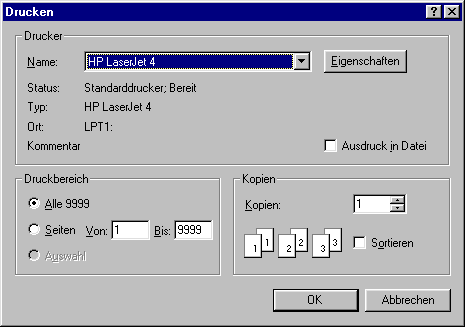 Drucken
Drucker
Name: HP LaserJet 4 Eigenschaften
Status: Standarddrucker; Bereit
Typ: HP LaserJet 4
Ort: LPT1:
Kommentar Ausdruck in Datei
Druckbereich Kopien
Alle 9999 Kopien: 1
Seiten Von: 1 Bis: 9999
1 1 2 2 3 3 Sortieren
Auswahl
OK Abbrechen